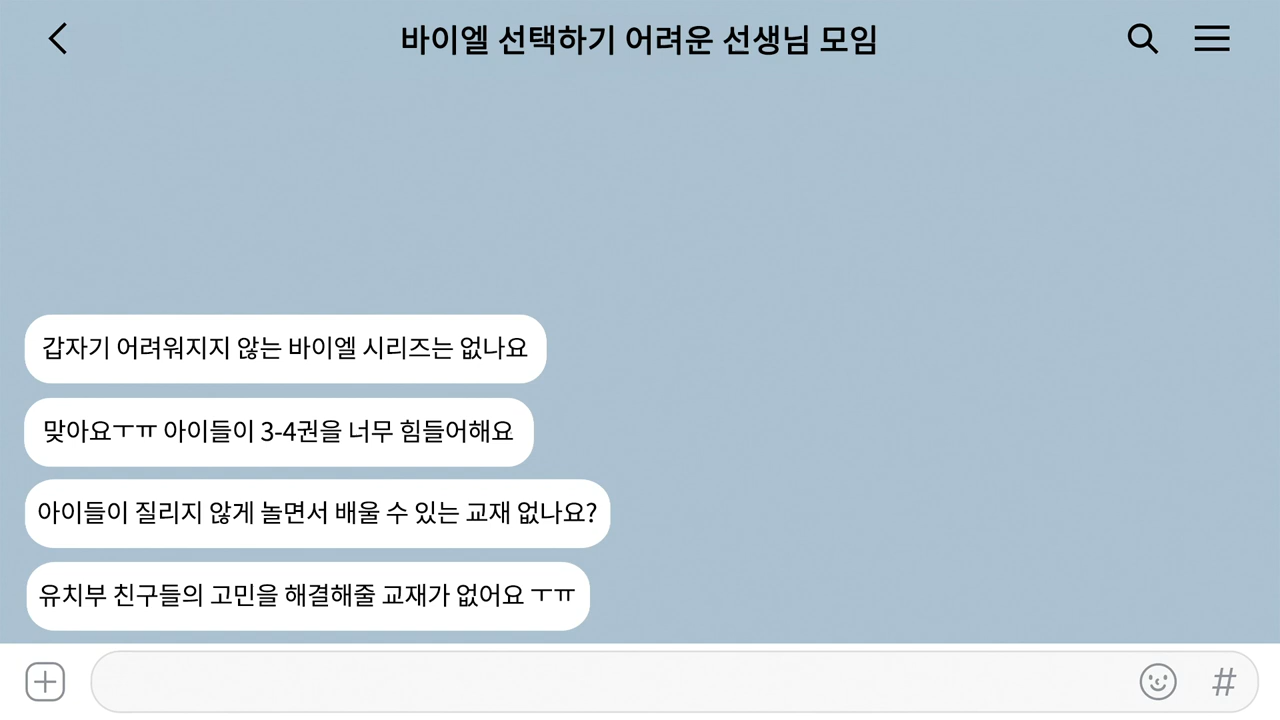 바이엘 선택하기 어려운 선생님 모임
갑자기 어려워지지 않는 바이엘 시리즈는 없나요
맞아요ㅜㅠ 아이들이 3-4권을 너무 힘들어해요
아이들이 질리지 않게 놀면서 배울 수 있는 교재 없나요?
유치부 친구들의 고민을 해결해줄 교재가 없어요 ㅜㅠ
#